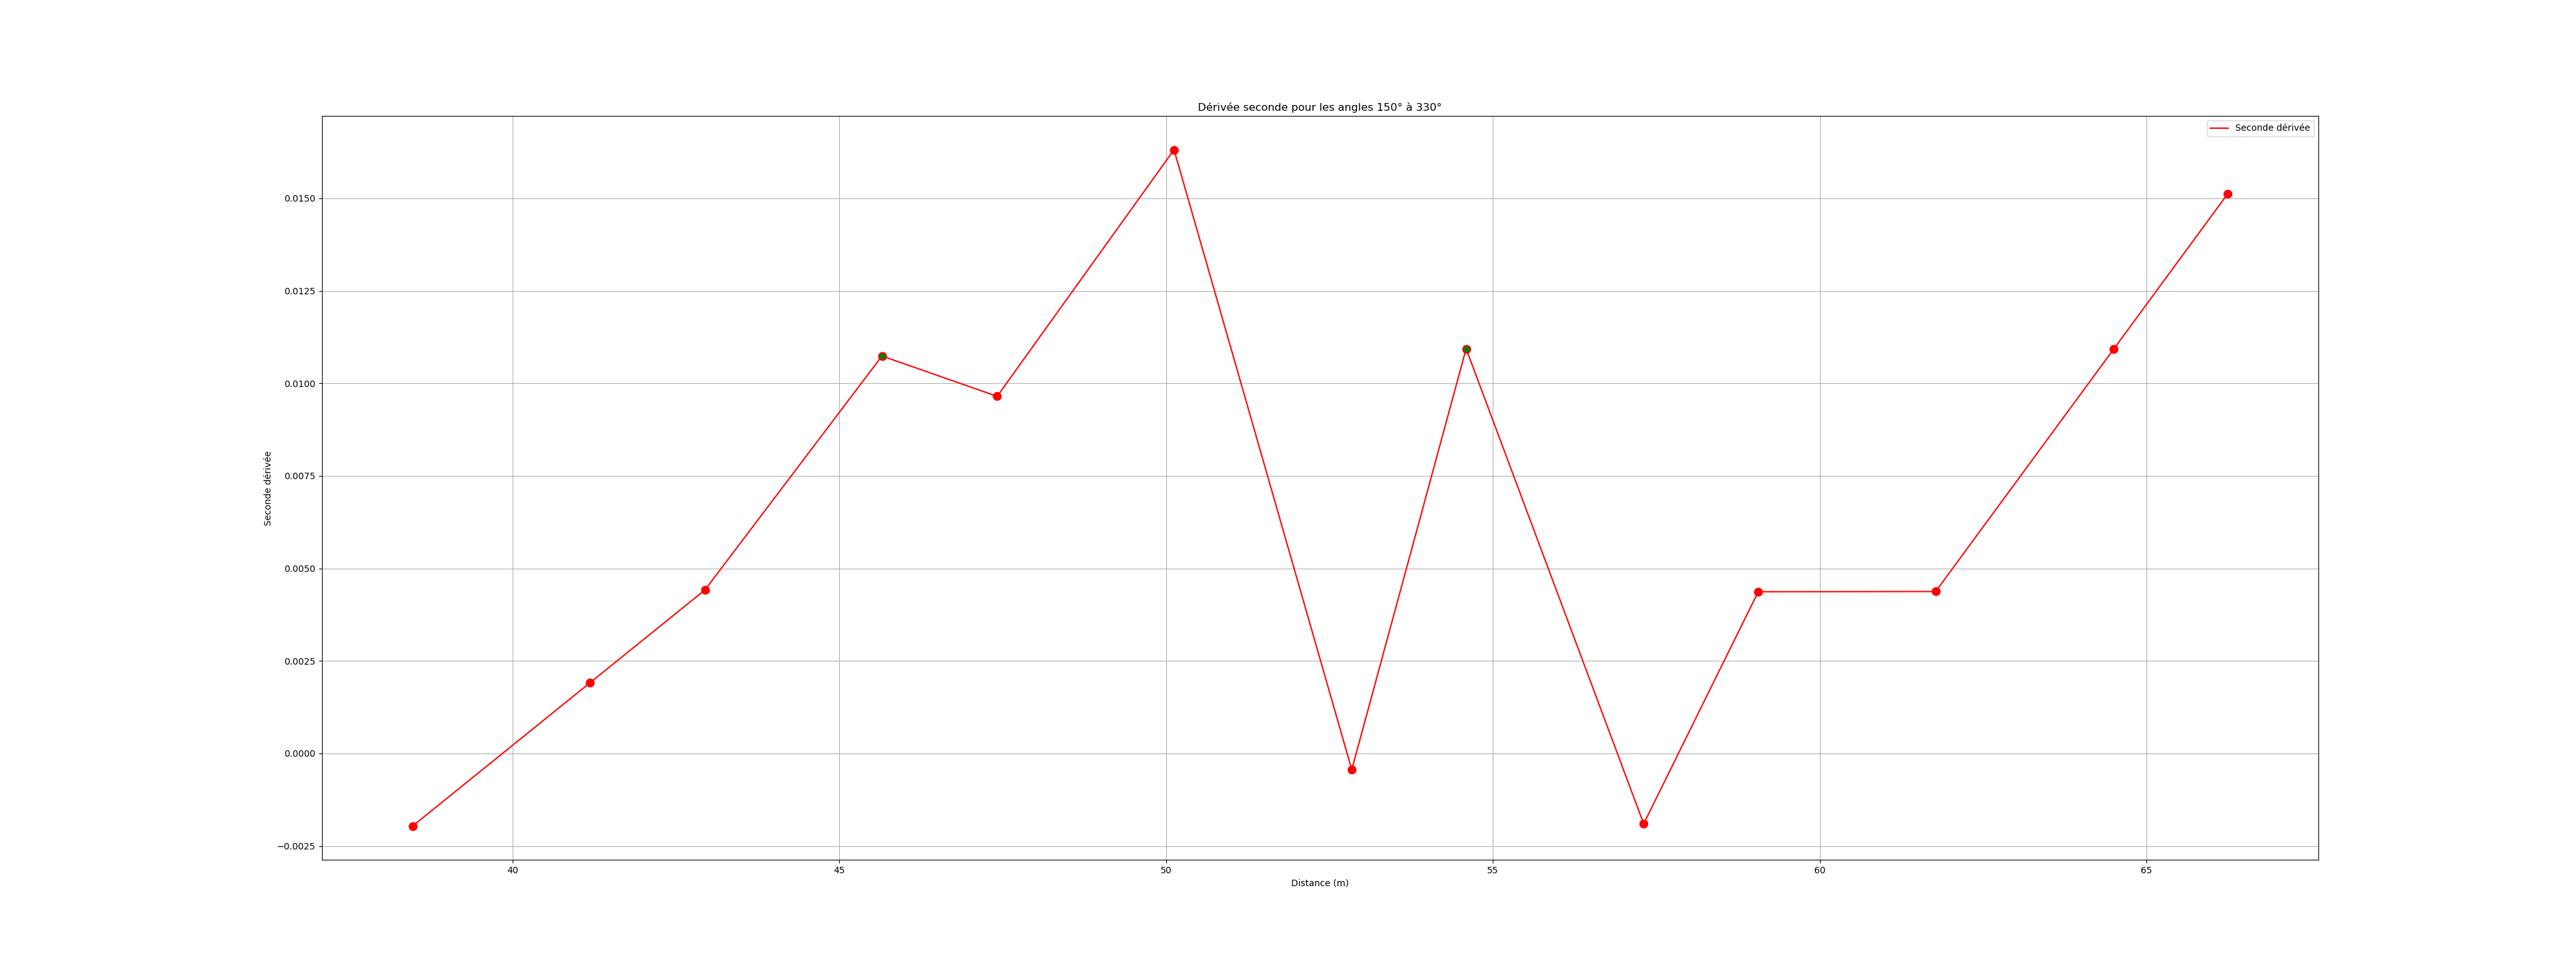 Dérivée seconde pour les angles 150° à 330°
Seconde dérivée
0.0150
0.0125
0.0100
0.0075
0.0050
0.0025
0.0000
−0.0025
Seconde dérivée
40 45 50 55 60 65
Distance (m)